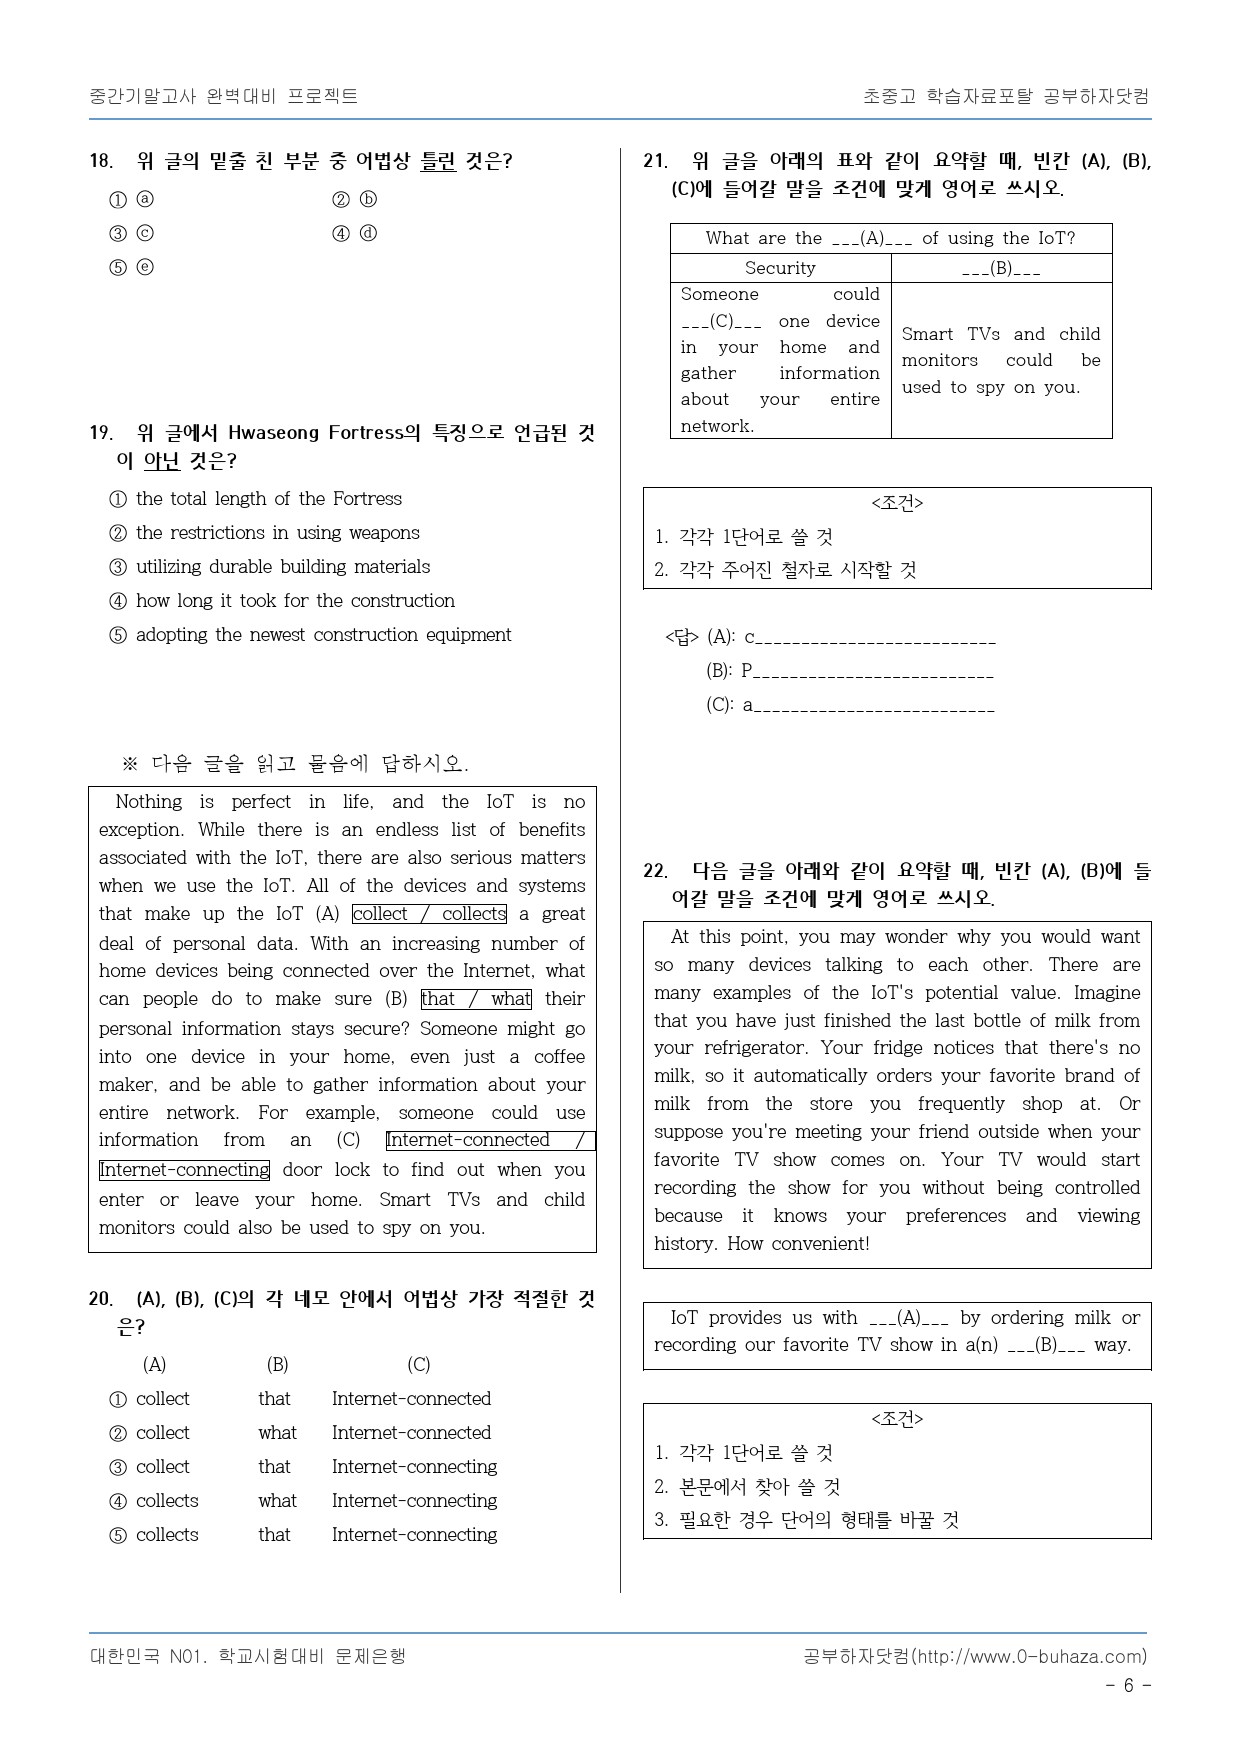 중간기말고사 완벽대비 프로젝트
초중고 학습자료포탈 공부하자닷컴
18. 위 글의 밑줄 친 부분 중 어법상 틀린 것은?
① ⓐ ② ⓑ
③ ⓒ ④ ⓓ
⑤ ⓔ
19. 위 글에서 Hwaseong Fortress의 특징으로 언급된 것
이 아닌 것은?
① the total length of the Fortress
② the restrictions in using weapons
③ utilizing durable building materials
④ how long it took for the construction
⑤ adopting the newest construction equipment
※ 다음 글을 읽고 물음에 답하시오.
Nothing is perfect in life, and the IoT is no
exception. While there is an endless list of benefits
associated with the IoT, there are also serious matters
when we use the IoT. All of the devices and systems
that make up the IoT (A) collect / collects a great
deal of personal data. With an increasing number of
home devices being connected over the Internet, what
can people do to make sure (B) that / what their
personal information stays secure? Someone might go
into one device in your home, even just a coffee
maker, and be able to gather information about your
entire network. For example, someone could use
information from an (C) Internet-connected /
Internet-connecting door lock to find out when you
enter or leave your home. Smart TVs and child
monitors could also be used to spy on you.
20. (A), (B), (C)의 각 네모 안에서 어법상 가장 적절한 것
은?
(A) (B) (C)
① collect that Internet-connected
② collect what Internet-connected
③ collect that Internet-connecting
④ collects what Internet-connecting
⑤ collects that Internet-connecting
21. 위 글을 아래의 표와 같이 요약할 때, 빈칸 (A), (B),
(C)에 들어갈 말을 조건에 맞게 영어로 쓰시오.
What are the ___(A)___ of using the IoT?
Security ___(B)___
Someone could
___(C)___ one device
in your home and
gather information
about your entire
network.
Smart TVs and child
monitors could be
used to spy on you.
<조건>
1. 각각 1단어로 쓸 것
2. 각각 주어진 철자로 시작할 것
<답> (A): c__________________________
(B): P__________________________
(C): a__________________________
22. 다음 글을 아래와 같이 요약할 때, 빈칸 (A), (B)에 들
어갈 말을 조건에 맞게 영어로 쓰시오.
At this point, you may wonder why you would want
so many devices talking to each other. There are
many examples of the IoT's potential value. Imagine
that you have just finished the last bottle of milk from
your refrigerator. Your fridge notices that there's no
milk, so it automatically orders your favorite brand of
milk from the store you frequently shop at. Or
suppose you're meeting your friend outside when your
favorite TV show comes on. Your TV would start
recording the show for you without being controlled
because it knows your preferences and viewing
history. How convenient!
IoT provides us with ___(A)___ by ordering milk or
recording our favorite TV show in a(n) ___(B)___ way.
<조건>
1. 각각 1단어로 쓸 것
2. 본문에서 찾아 쓸 것
3. 필요한 경우 단어의 형태를 바꿀 것
대한민국 N01. 학교시험대비 문제은행
공부하자닷컴(http://www.0-buhaza.com)
- 6 -